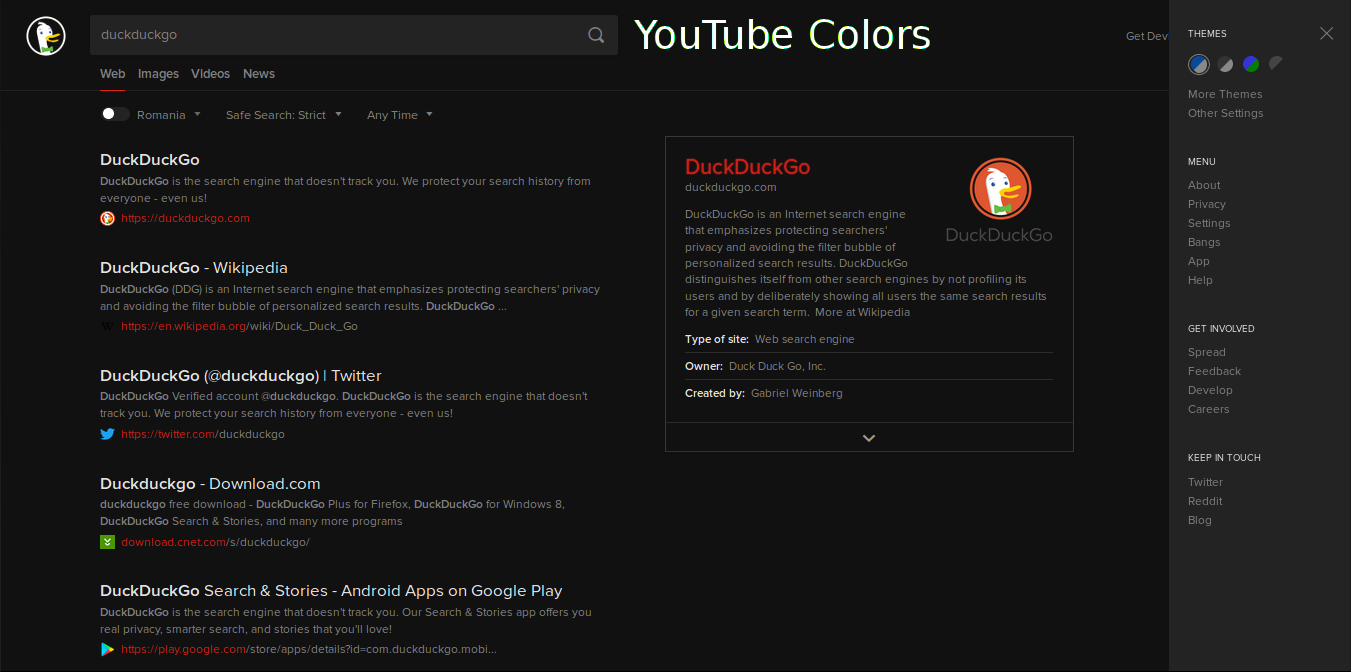 duckduckgo
YouTube Colors
Get Dev
Web Images Videos News
Romania Safe Search: Strict Any Time
DuckDuckGo
DuckDuckGo is the search engine that doesn't track you. We protect your search history from
everyone - even us!
https://duckduckgo.com
DuckDuckGo - Wikipedia
DuckDuckGo (DDG) is an Internet search engine that emphasizes protecting searchers' privacy
and avoiding the filter bubble of personalized search results. DuckDuckGo ...
W https://en.wikipedia.org/wiki/Duck_Duck_Go
DuckDuckGo (@duckduckgo) | Twitter
DuckDuckGo Verified account @duckduckgo. DuckDuckGo is the search engine that doesn't
track you. We protect your search history from everyone - even us!
https://twitter.com/duckduckgo
Duckduckgo - Download.com
duckduckgo free download - DuckDuckGo Plus for Firefox, DuckDuckGo for Windows 8,
DuckDuckGo Search & Stories, and many more programs
download.cnet.com/s/duckduckgo/
DuckDuckGo Search & Stories - Android Apps on Google Play
DuckDuckGo is the search engine that doesn't track you. Our Search & Stories app offers you
real privacy, smarter search, and stories that you'll love!
https://play.google.com/store/apps/details?id=com.duckduckgo.mobi...
DuckDuckGo
duckduckgo.com
DuckDuckGo
DuckDuckGo is an Internet search engine
that emphasizes protecting searchers'
privacy and avoiding the filter bubble of
personalized search results. DuckDuckGo
distinguishes itself from other search engines by not profiling its
users and by deliberately showing all users the same search results
for a given search term. More at Wikipedia
Type of site: Web search engine
Owner: Duck Duck Go, Inc.
Created by: Gabriel Weinberg
THEMES
More Themes
Other Settings
MENU
About
Privacy
Settings
Bangs
App
Help
GET INVOLVED
Spread
Feedback
Develop
Careers
KEEP IN TOUCH
Twitter
Reddit
Blog